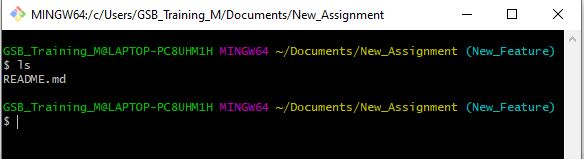 MINGW64:/c/Users/GSB_Training_M/Documents/New_Assignment
GSB_Training_M@LAPTOP-PC8UHM1H MINGW64 ~/Documents/New_Assignment (New_Feature)
$ ls
README.md
GSB_Training_M@LAPTOP-PC8UHM1H MINGW64 ~/Documents/New_Assignment (New_Feature)
$